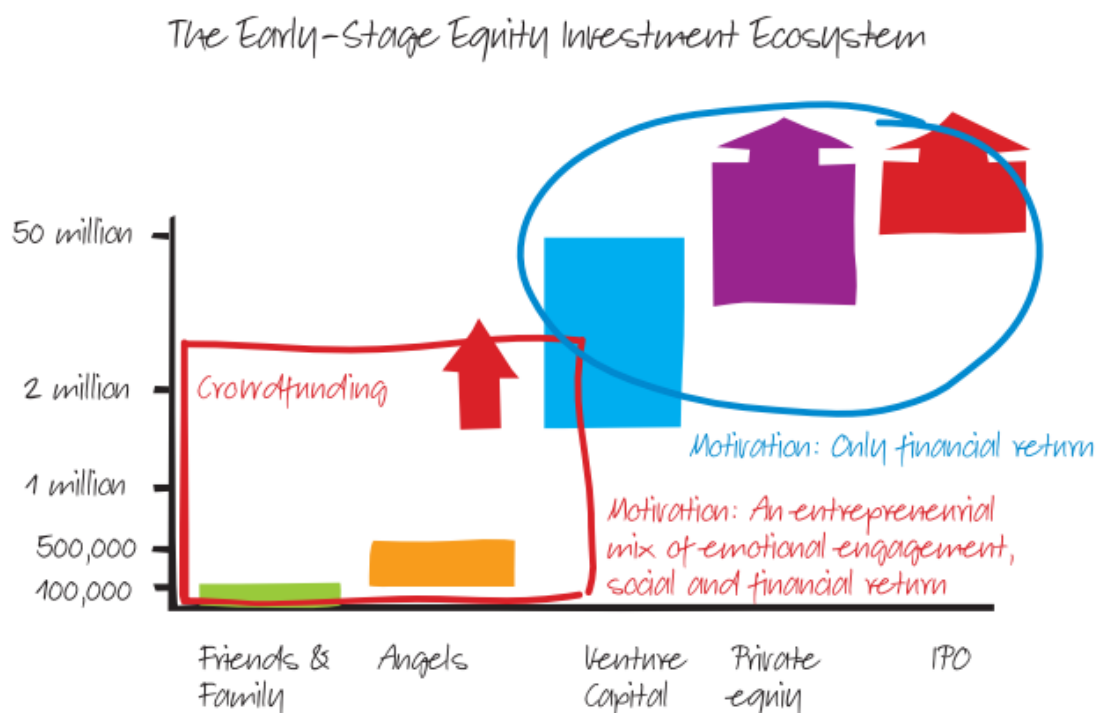 The Early-Stage Equity Investment Ecosystem
50 million
2 million
1 million
500,000
100,000
Crowdfunding
Motivation: Only financial return
Motivation: An entrepreneurial
mix of emotional engagement,
social and financial return
Friends &
Family
Angels
Venture
Capital
Private
equiy
IPO